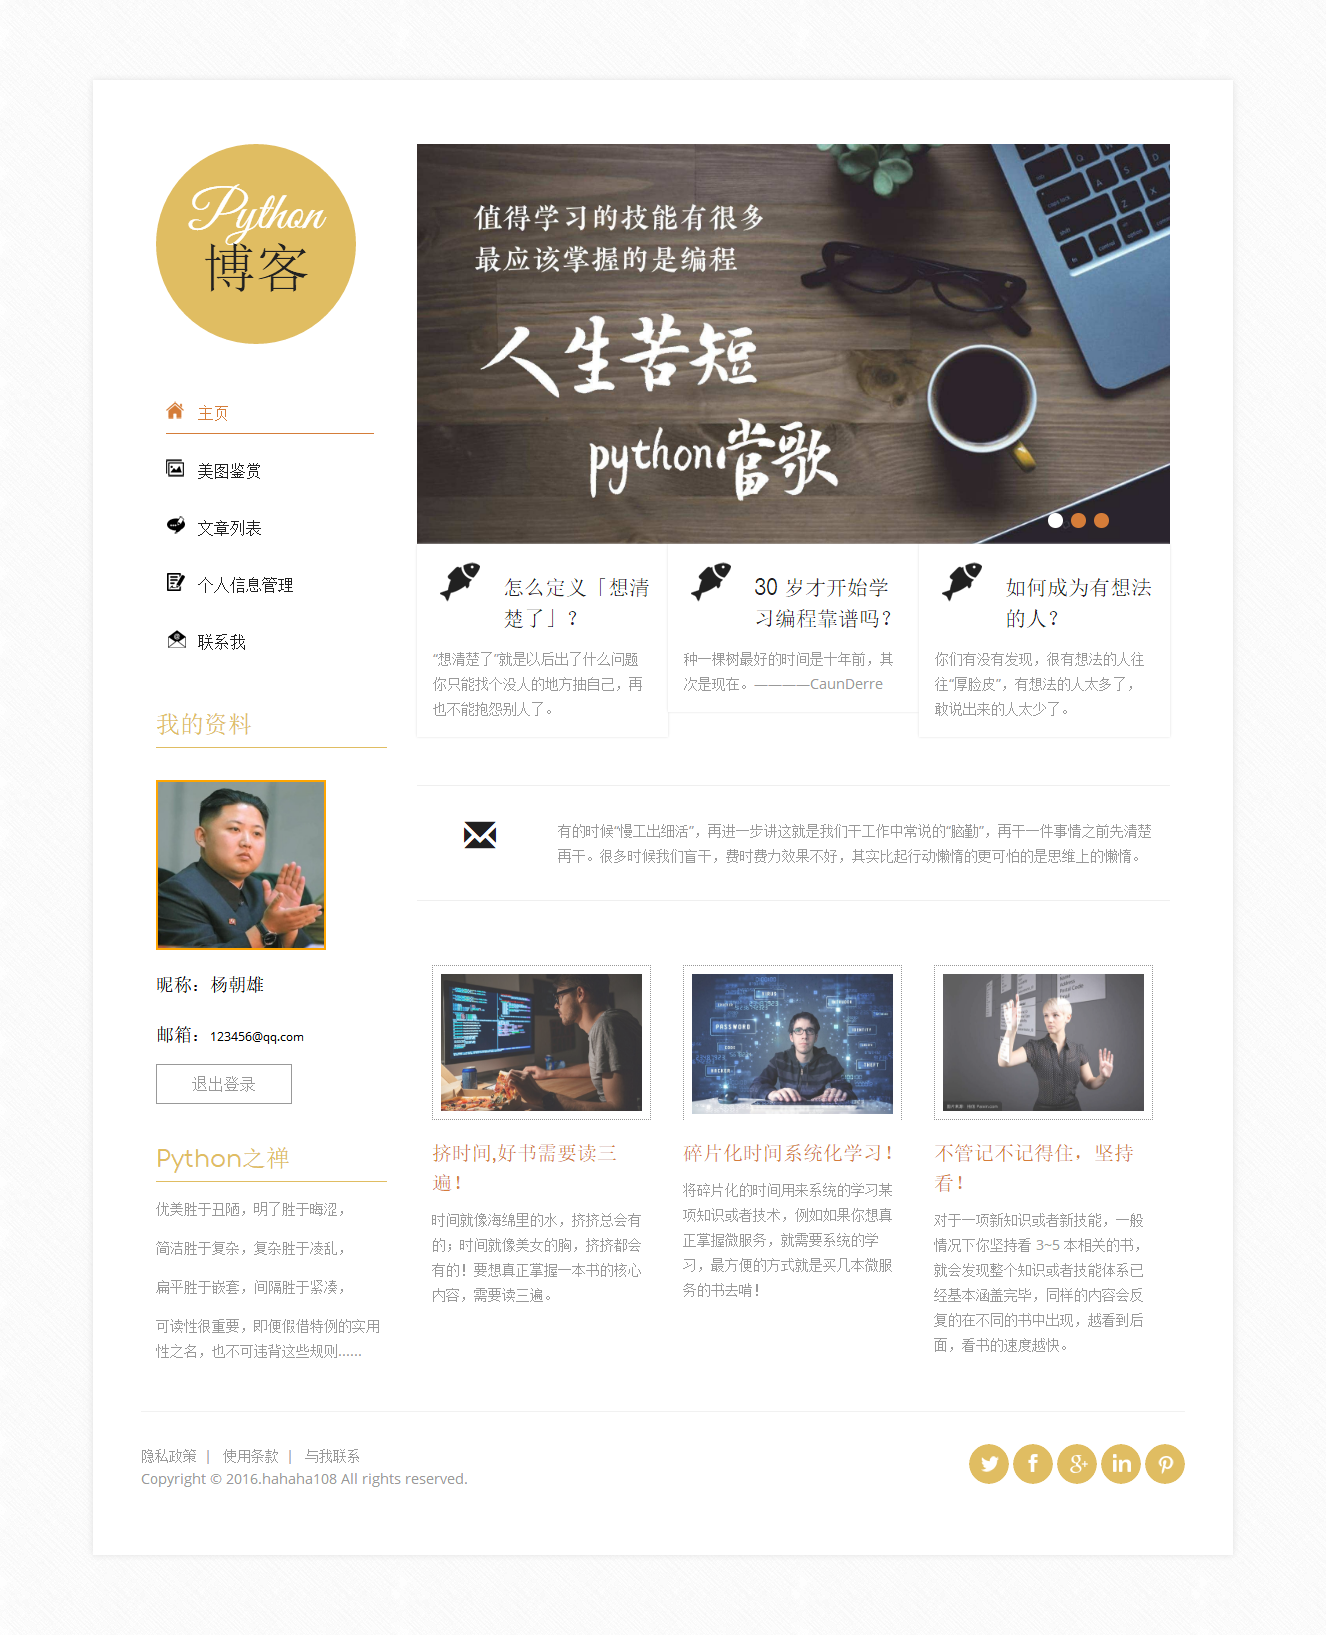 Python
博客
主页
美图鉴赏
文章列表
个人信息管理
联系我
我的资料
昵称：杨朝雄
邮箱：123456@qq.com
退出登录
Python之禅
优美胜于丑陋，明了胜于晦涩，
简洁胜于复杂，复杂胜于凌乱，
扁平胜于嵌套，间隔胜于紧凑，
可读性很重要，即便假借特例的实用
性之名，也不可违背这些规则......
值得学习的技能有很多
最应该掌握的是编程
人生苦短
python當歌
怎么定义「想清
楚了」？
“想清楚了”就是以后出了什么问题
你只能找个没人的地方抽自己，再
也不能抱怨别人了。
30 岁才开始学
习编程靠谱吗？
种一棵树最好的时间是十年前，其
次是现在。————CaunDerre
如何成为有想法
的人？
你们有没有发现，很有想法的人往
往“厚脸皮”，有想法的人太多了，
敢说出来的人太少了。
有的时候“慢工出细活”，再进一步讲这就是我们干工作中常说的“脑勤”，再干一件事情之前先清楚
再干。很多时候我们盲干，费时费力效果不好，其实比起行动懒惰的更可怕的是思维上的懒惰。
PASSWORD
挤时间,好书需要读三
遍！
时间就像海绵里的水，挤挤总会有
的；时间就像美女的胸，挤挤都会
有的！要想真正掌握一本书的核心
内容，需要读三遍。
碎片化时间系统化学习！
将碎片化的时间用来系统的学习某
项知识或者技术，例如如果你想真
正掌握微服务，就需要系统的学
习，最方便的方式就是买几本微服
务的书去啃！
不管记不记得住，坚持
看！
对于一项新知识或者新技能，一般
情况下你坚持看 3~5 本相关的书，
就会发现整个知识或者技能体系已
经基本涵盖完毕，同样的内容会反
复的在不同的书中出现，越看到后
面，看书的速度越快。
隐私政策 | 使用条款 | 与我联系
Copyright © 2016.hahaha108 All rights reserved.